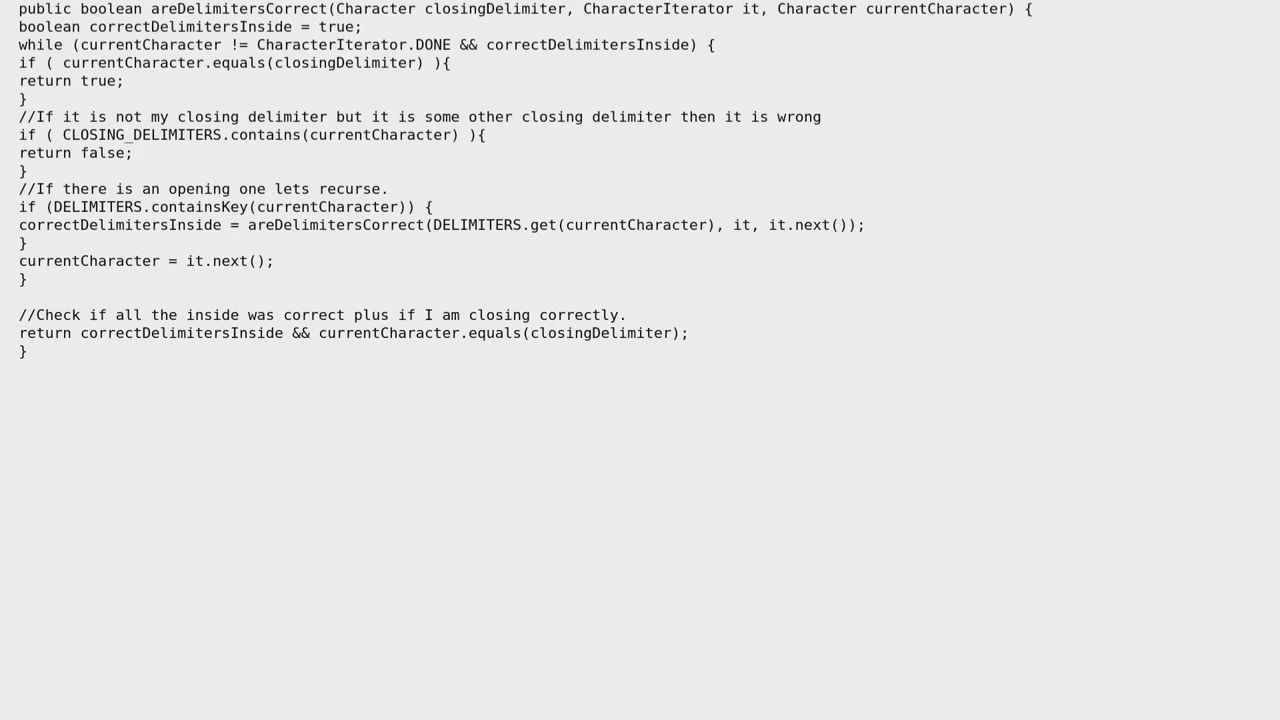 public boolean areDelimitersCorrect(Character closingDelimiter, CharacterIterator it, Character currentCharacter) {
boolean correctDelimitersInside = true;
while (currentCharacter != CharacterIterator.DONE && correctDelimitersInside) {
if ( currentCharacter.equals(closingDelimiter) ){
return true;
}
//If it is not my closing delimiter but it is some other closing delimiter then it is wrong
if ( CLOSING_DELIMITERS.contains(currentCharacter) ){
return false;
}
//If there is an opening one lets recurse.
if (DELIMITERS.containsKey(currentCharacter)) {
correctDelimitersInside = areDelimitersCorrect(DELIMITERS.get(currentCharacter), it, it.next());
}
currentCharacter = it.next();
}

//Check if all the inside was correct plus if I am closing correctly.
return correctDelimitersInside && currentCharacter.equals(closingDelimiter);
}